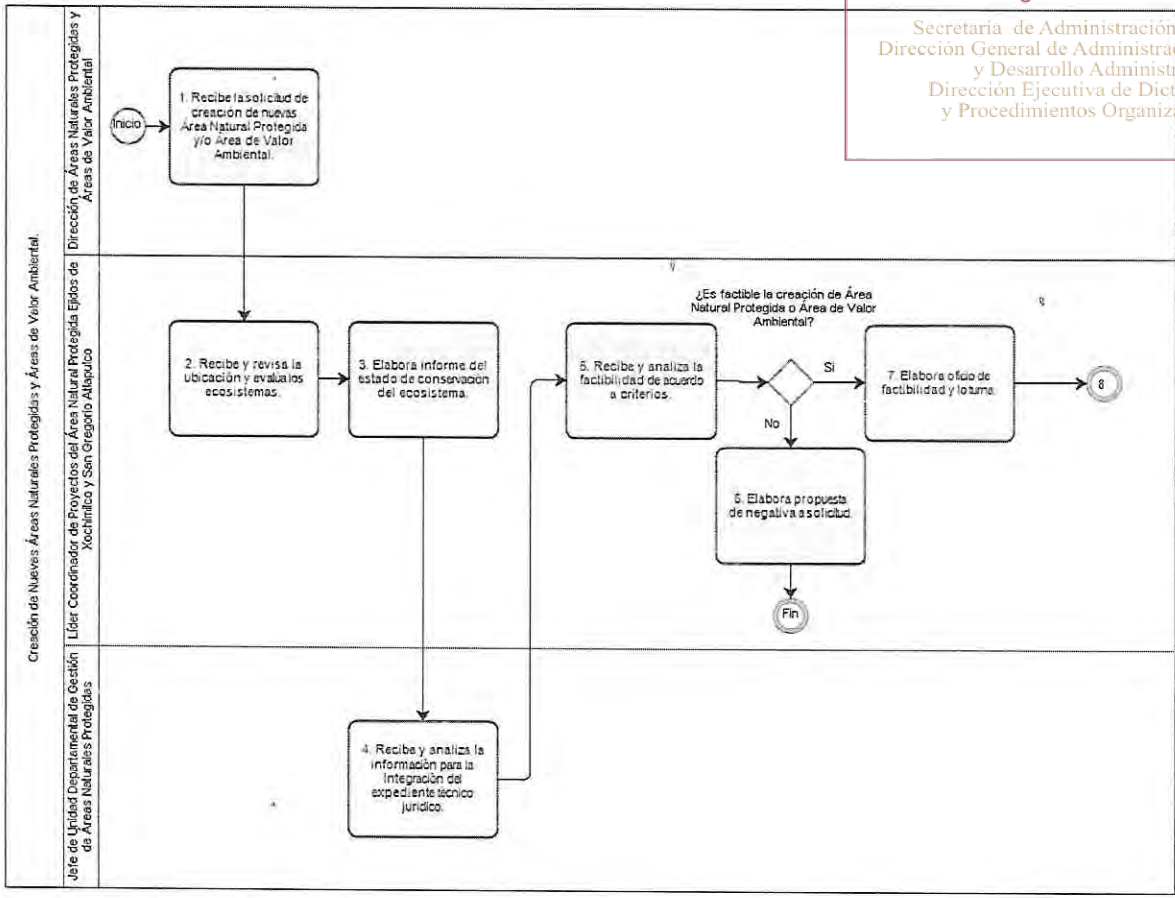 Secretaría de Administración
Dirección General de Administrac
y Desarrollo Administ
Dirección Ejecutiva de Dict
y Procedimientos Organiz
Creación de Nuevas Áreas Naturales Protegidas y Áreas de Valor Ambiental.
Dirección de Áreas Naturales Protegidas y
Áreas de Valor Ambiental
Inicio
1. Recibe la solicitud de
creación de nuevas
Área Natural Protegida
y/o Área de Valor
Ambiental.
Líder Coordinador de Proyectos del Área Natural Protegida Ejidos de
Xochimilco y San Gregorio Atlapulco
2. Recibe y revisa la
ubicación y evalua los
ecosistemas.
3. Elabora informe del
estado de conservación
del ecosistema.
5. Recibe y analiza la
factibilidad de acuerdo
a criterios.
¿Es factible la creación de Área
Natural Protegida o Área de Valor
Ambiental?
Si
No
7. Elabora oficio de
factibilidad y lo turna.
8
6. Elabora propuesta
de negativa a solicitud.
Fin
Jefe de Unidad Departamental de Gestión
de Áreas Naturales Protegidas
4. Recibe y analiza la
información para la
Integración del
expediente técnico
jurídico.